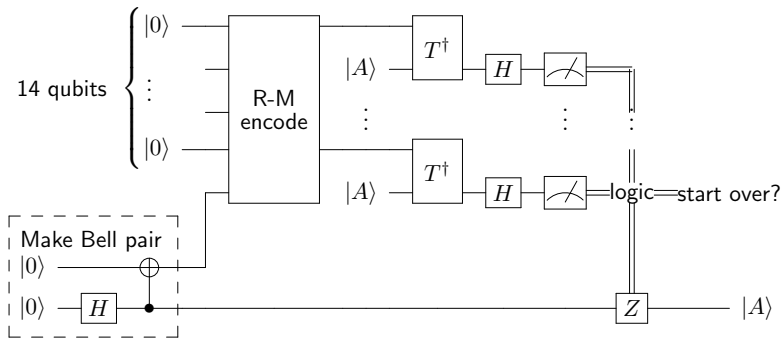 |0⟩
14 qubits
⋮
|0⟩
R-M
encode
T†
|A⟩
H
⋮
⋮
⋮
T†
|A⟩
H
logic
start over?
Make Bell pair
|0⟩
|0⟩
H
Z
|A⟩